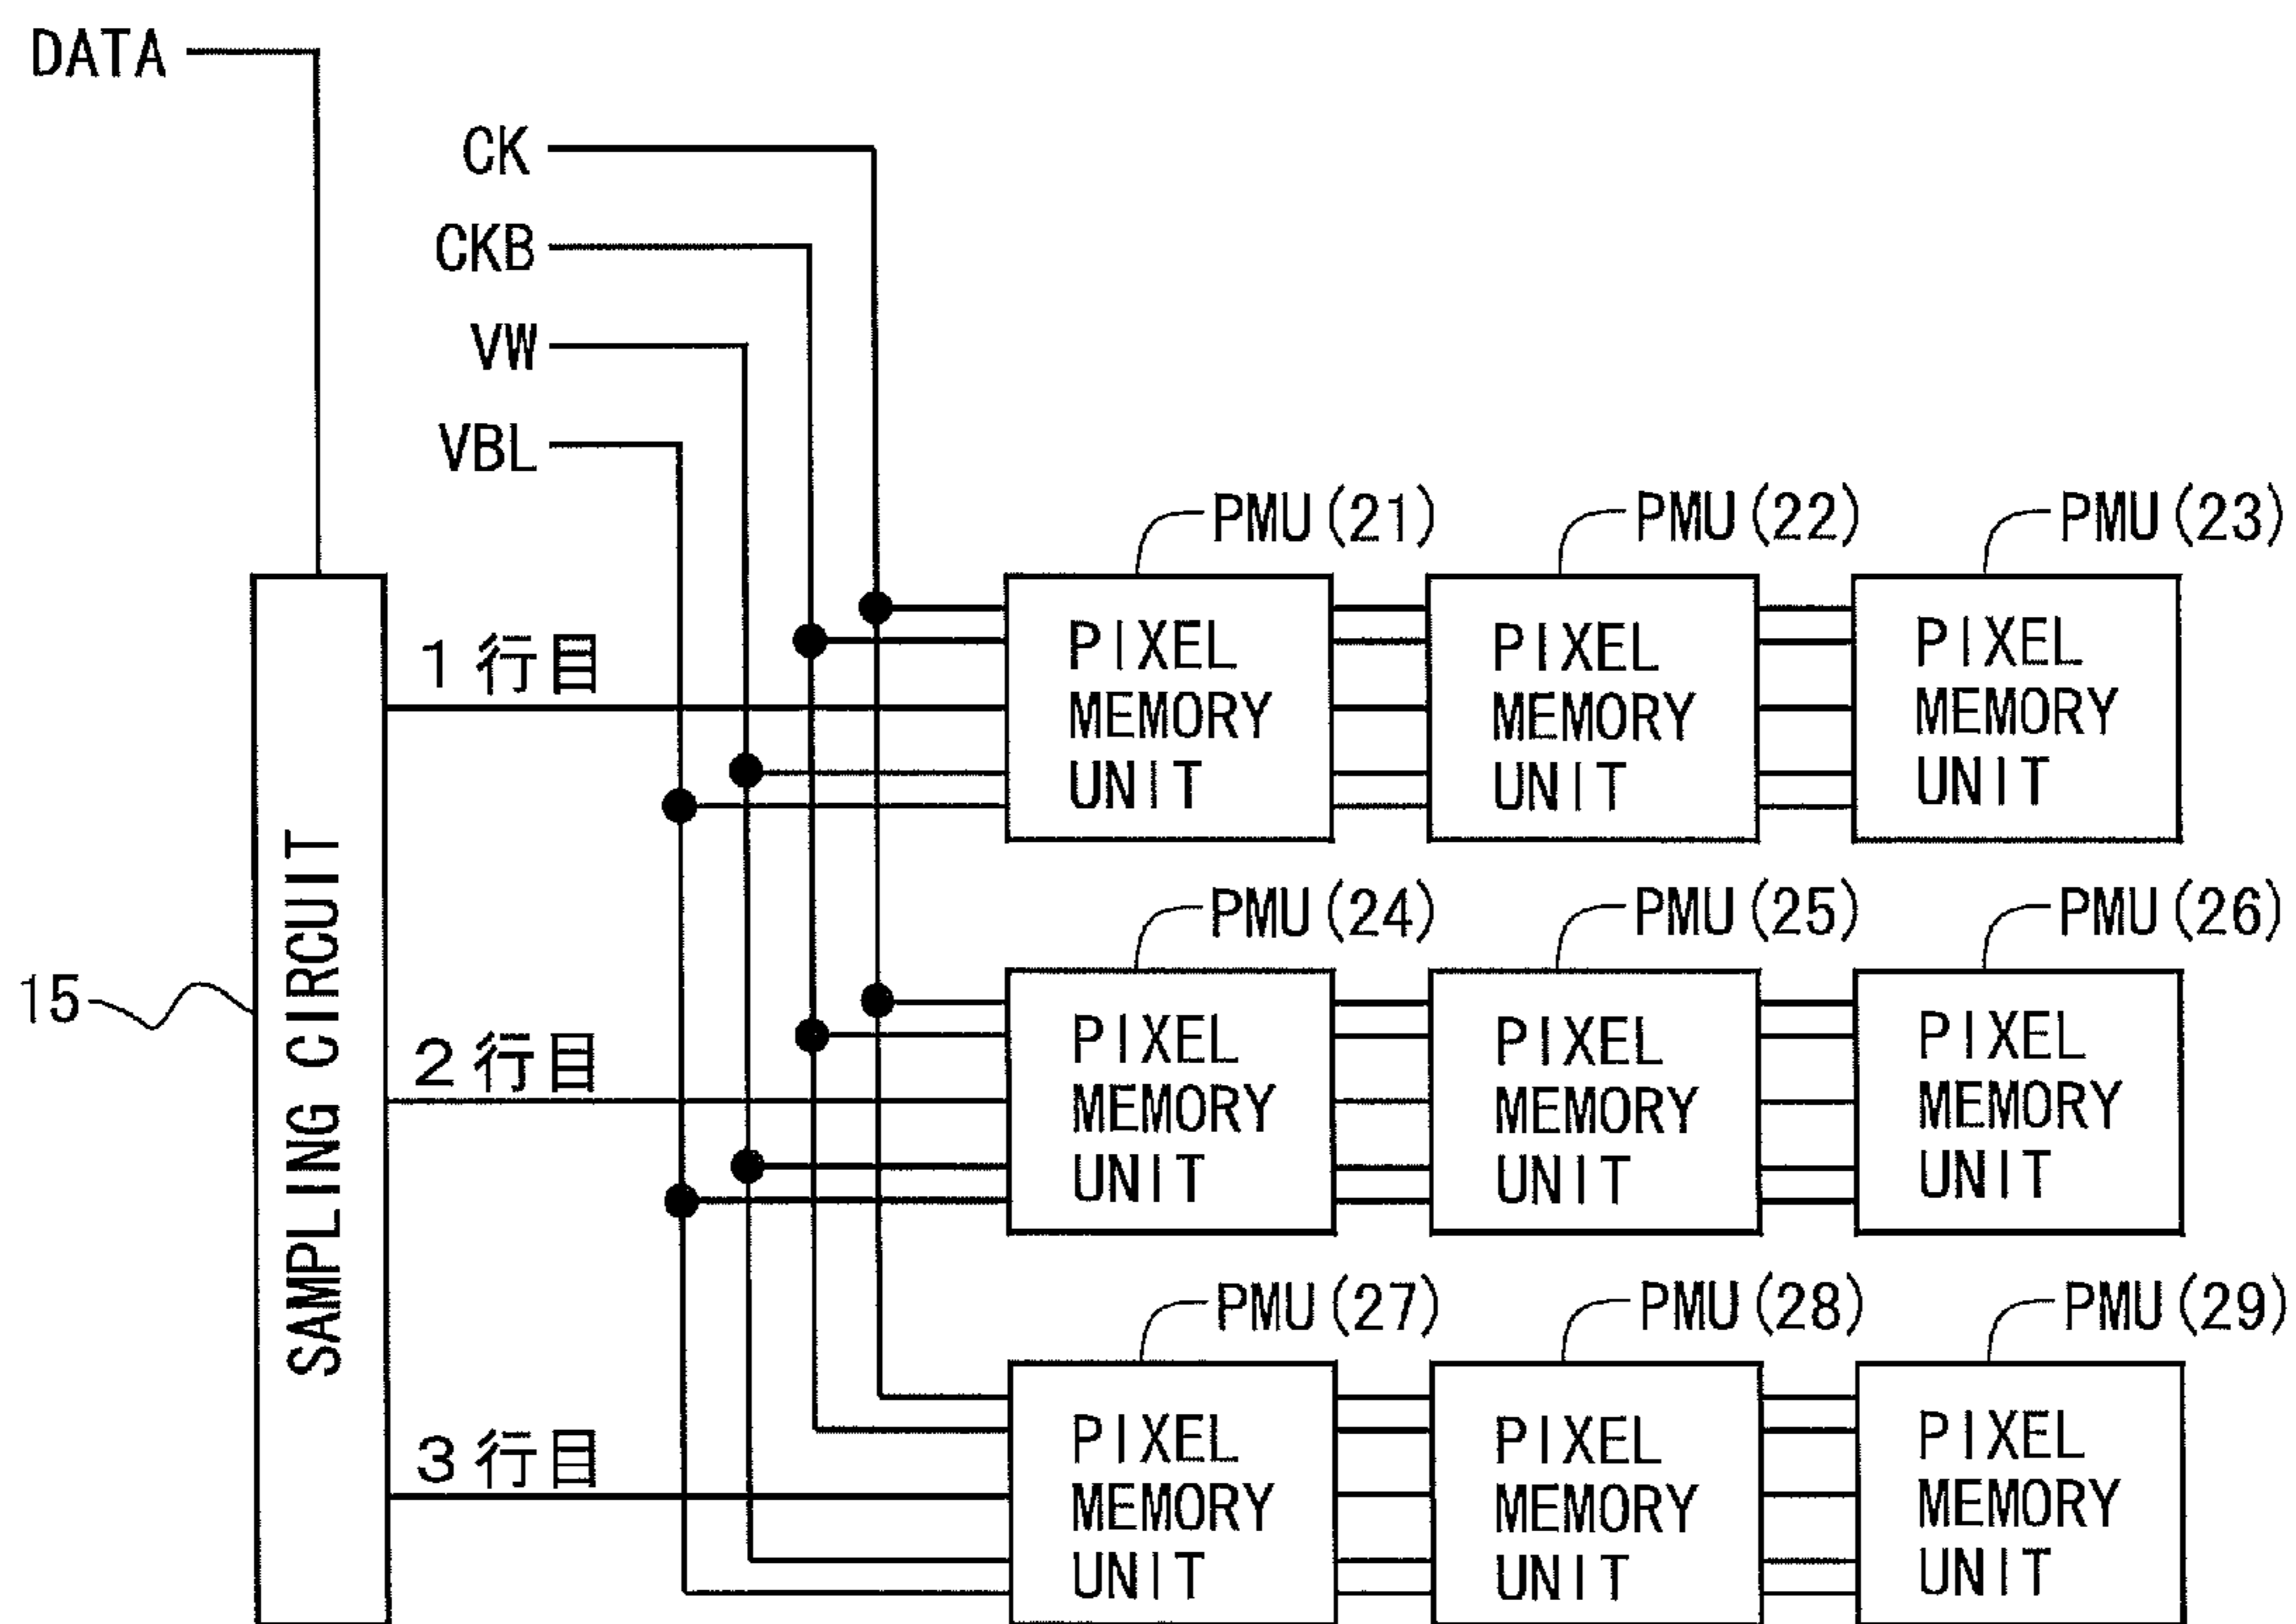 DATA
CK
CKB
VW
VBL
PMU(21)
PMU(22)
PMU(23)
1行目
PIXEL
MEMORY
UNIT
PIXEL
MEMORY
UNIT
PIXEL
MEMORY
UNIT
15
SAMPLING CIRCUIT
PMU(24)
PMU(25)
PMU(26)
2行目
PIXEL
MEMORY
UNIT
PIXEL
MEMORY
UNIT
PIXEL
MEMORY
UNIT
PMU(27)
PMU(28)
PMU(29)
3行目
PIXEL
MEMORY
UNIT
PIXEL
MEMORY
UNIT
PIXEL
MEMORY
UNIT